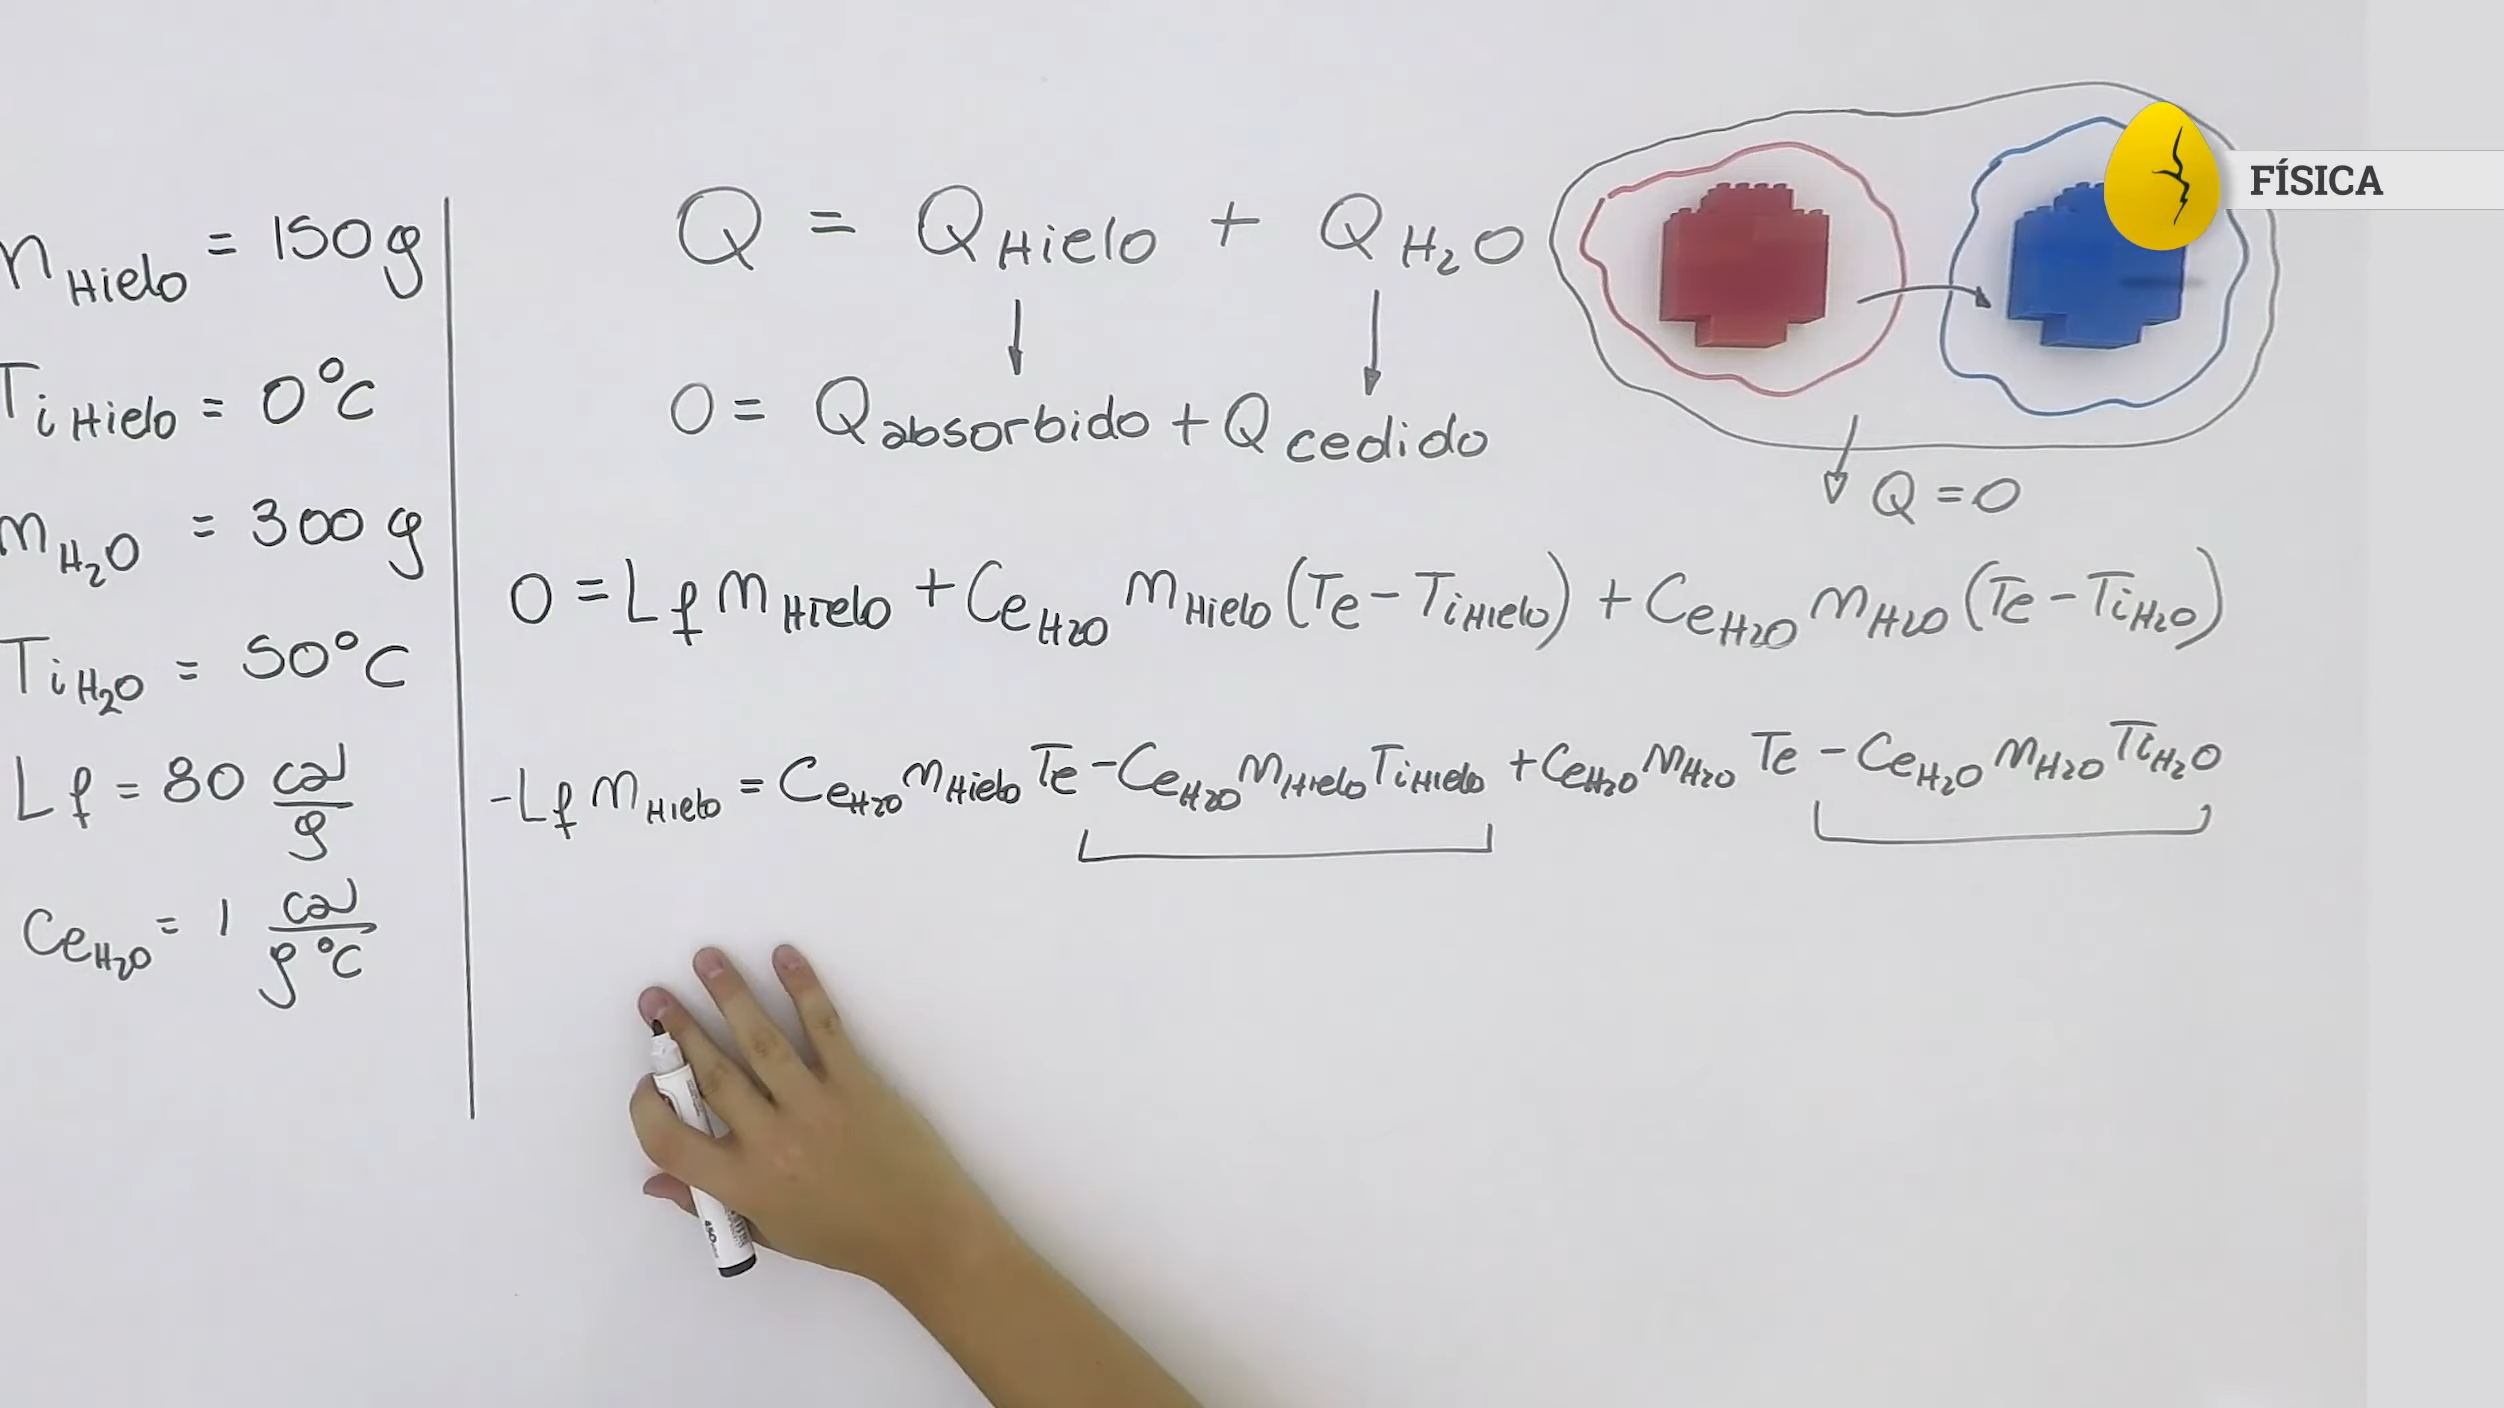 FÍSICA
m Hielo = 150 g
Ti Hielo = 0°C
m H₂O = 300 g
Ti H₂O = 50°C
Lf = 80 cal/g
Ce H₂O = 1 cal/g°C
Q = Q Hielo + Q H₂O
0 = Q absorbido + Q cedido
Q = 0
0 = Lf m Hielo + Ce H₂O m Hielo (Te - Ti Hielo) + Ce H₂O m H₂O (Te - Ti H₂O)
-Lf m Hielo = Ce H₂O m Hielo Te - Ce H₂O m Hielo Ti Hielo + Ce H₂O m H₂O Te - Ce H₂O m H₂O Ti H₂O
450